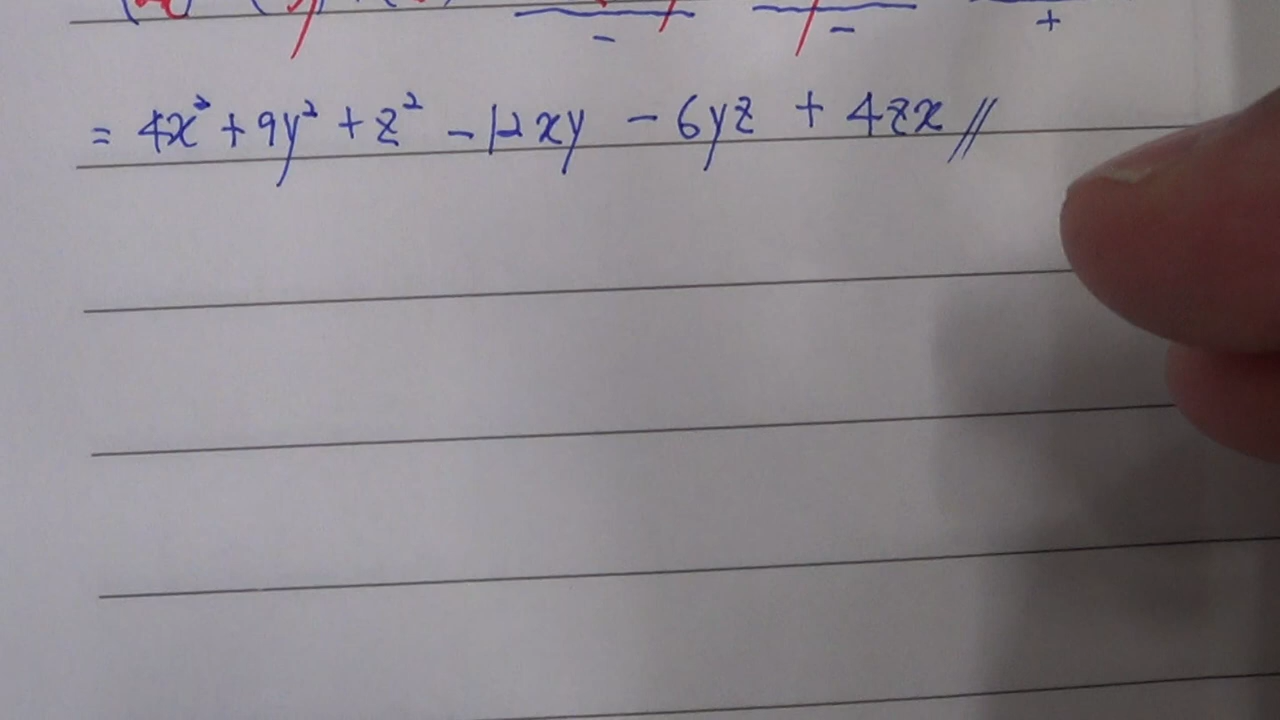 - - +
= 4x² + 9y² + z² - 12xy - 6yz + 4zx //